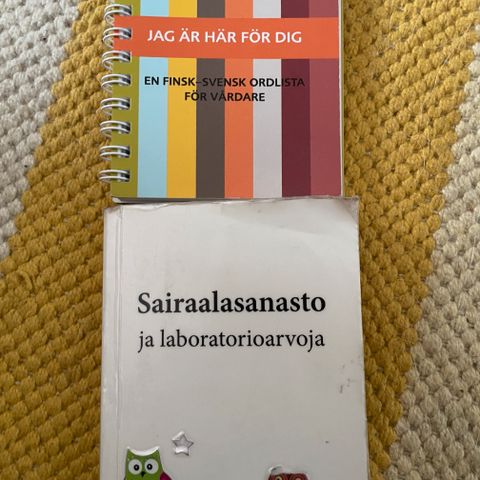 JAG ÄR HÄR FÖR DIG
EN FINSK–SVENSK ORDLISTA
FÖR VÅRDARE
Sairaalasanasto
ja laboratorioarvoja